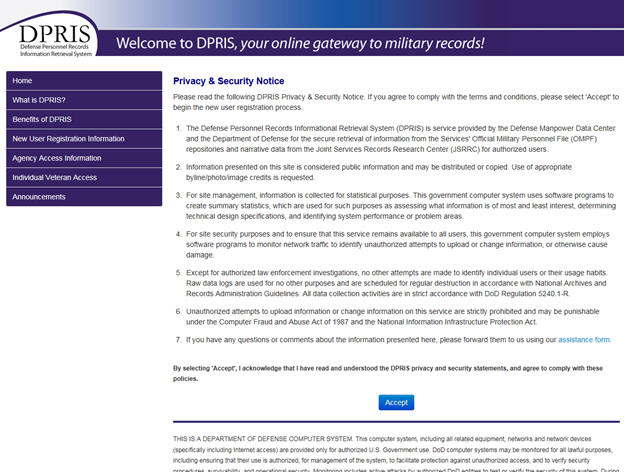 DPRIS
Defense Personnel Records
Information Retrieval System
Welcome to DPRIS, your online gateway to military records!
Home
What is DPRIS?
Benefits of DPRIS
New User Registration Information
Agency Access Information
Individual Veteran Access
Announcements
Privacy & Security Notice
Please read the following DPRIS Privacy & Security Notice. If you agree to comply with the terms and conditions, please select 'Accept' to
begin the new user registration process.
1. The Defense Personnel Records Informational Retrieval System (DPRIS) is service provided by the Defense Manpower Data Center
and the Department of Defense for the secure retrieval of information from the Services' Official Military Personnel File (OMPF)
repositories and narrative data from the Joint Services Records Research Center (JSRRC) for authorized users.
2. Information presented on this site is considered public information and may be distributed or copied. Use of appropriate
byline/photo/image credits is requested.
3. For site management, information is collected for statistical purposes. This government computer system uses software programs to
create summary statistics, which are used for such purposes as assessing what information is of most and least interest, determining
technical design specifications, and identifying system performance or problem areas.
4. For site security purposes and to ensure that this service remains available to all users, this government computer system employs
software programs to monitor network traffic to identify unauthorized attempts to upload or change information, or otherwise cause
damage.
5. Except for authorized law enforcement investigations, no other attempts are made to identify individual users or their usage habits.
Raw data logs are used for no other purposes and are scheduled for regular destruction in accordance with National Archives and
Records Administration Guidelines. All data collection activities are in strict accordance with DoD Regulation 5240.1-R.
6. Unauthorized attempts to upload information or change information on this service are strictly prohibited and may be punishable
under the Computer Fraud and Abuse Act of 1987 and the National Information Infrastructure Protection Act.
7. If you have any questions or comments about the information presented here, please forward them to us using our assistance form.
By selecting 'Accept', I acknowledge that I have read and understood the DPRIS privacy and security statements, and agree to comply with these
policies.
Accept
THIS IS A DEPARTMENT OF DEFENSE COMPUTER SYSTEM. This computer system, including all related equipment, networks and network devices
(specifically including Internet access) are provided only for authorized U.S. Government use. DoD computer systems may be monitored for all lawful purposes,
including ensuring that their use is authorized, for management of the system, to facilitate protection against unauthorized access, and to verify security
procedures, survivability, and operational security. Monitoring includes active attacks by authorized DoD entities to test or verify the security of this system. During